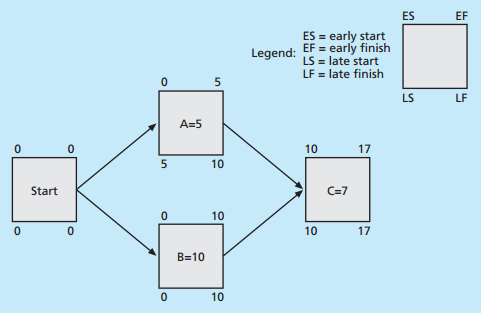 ES EF
Legend:
ES = early start
EF = early finish
LS = late start
LF = late finish
LS LF
0 5
A=5
5 10
0 0
Start
0 0
10 17
C=7
10 17
0 10
B=10
0 10